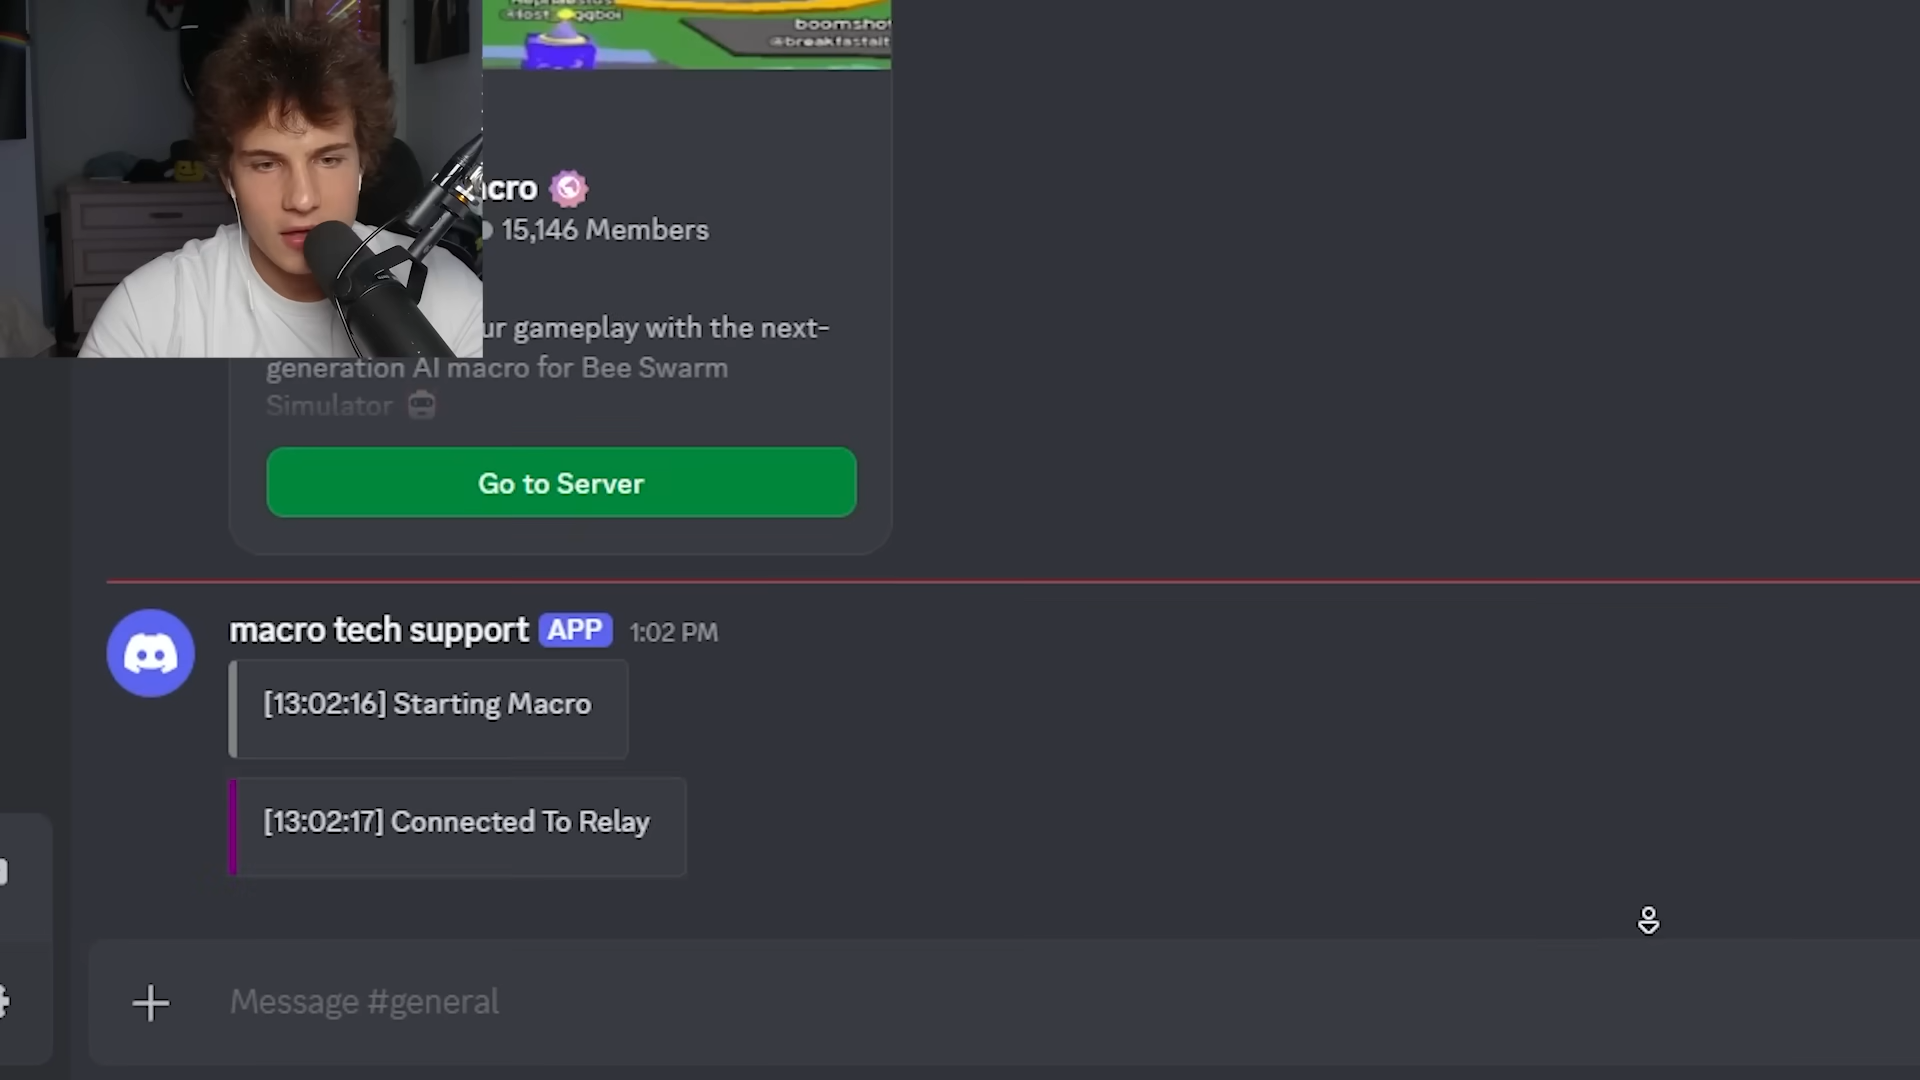 boomshot
@breakfastalt
cro
15,146 Members
ur gameplay with the next-
generation AI macro for Bee Swarm
Simulator
Go to Server
macro tech support APP 1:02 PM
[13:02:16] Starting Macro
[13:02:17] Connected To Relay
Message #general